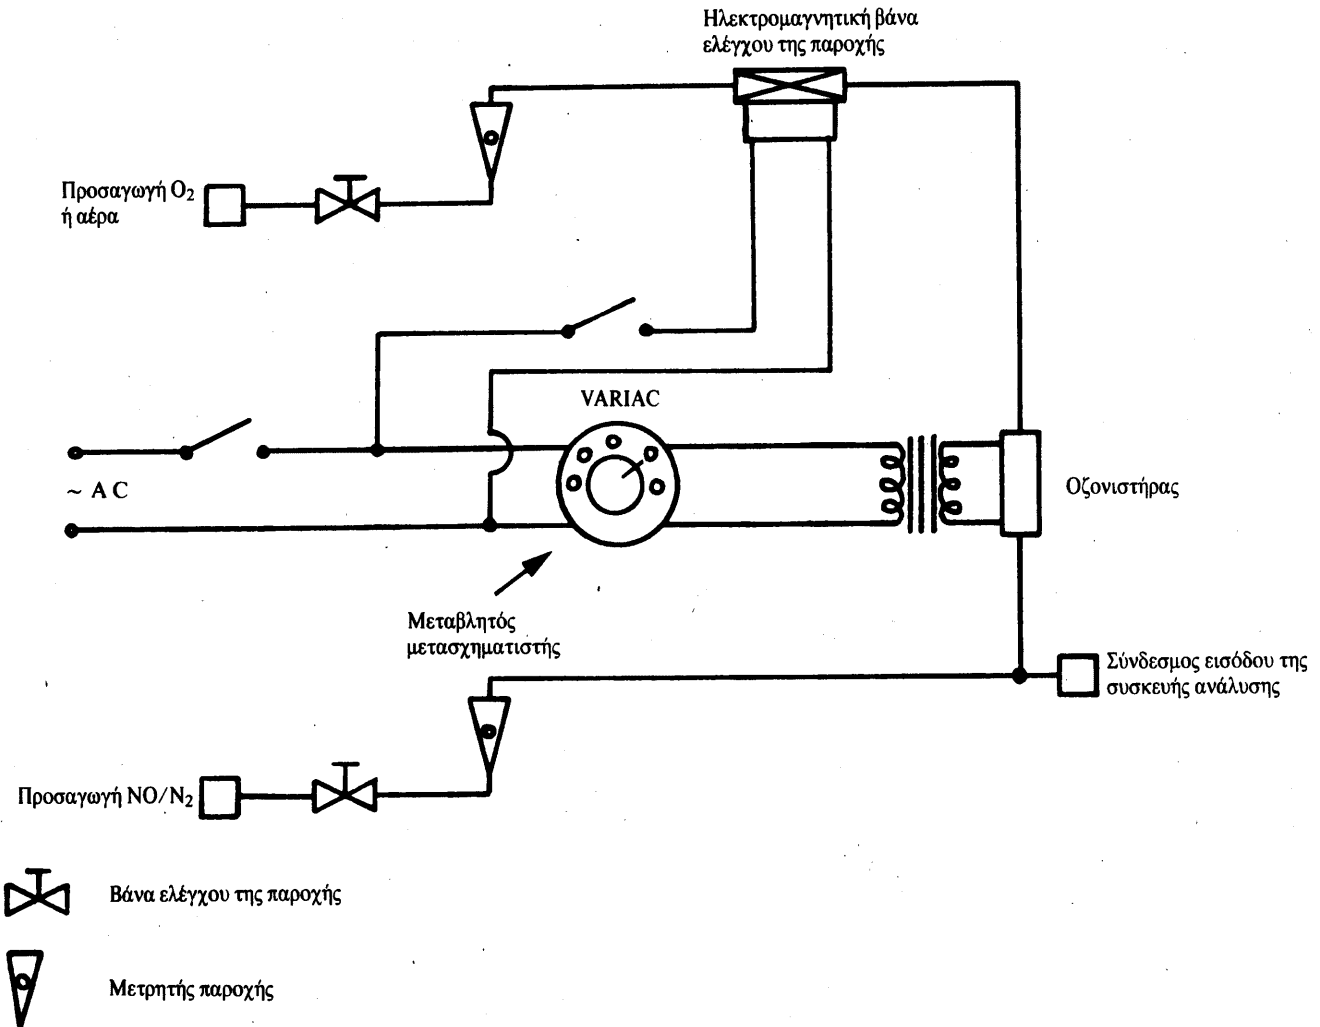 Ηλεκτρομαγνητική βάνα
ελέγχου της παροχής
Προσαγωγή O2
ή αέρα
VARIAC
~ AC
Οζονιστήρας
Μεταβλητός
μετασχηματιστής
Σύνδεσμος εισόδου της
συσκευής ανάλυσης
Προσαγωγή NO/N2
Βάνα ελέγχου της παροχής
Μετρητής παροχής